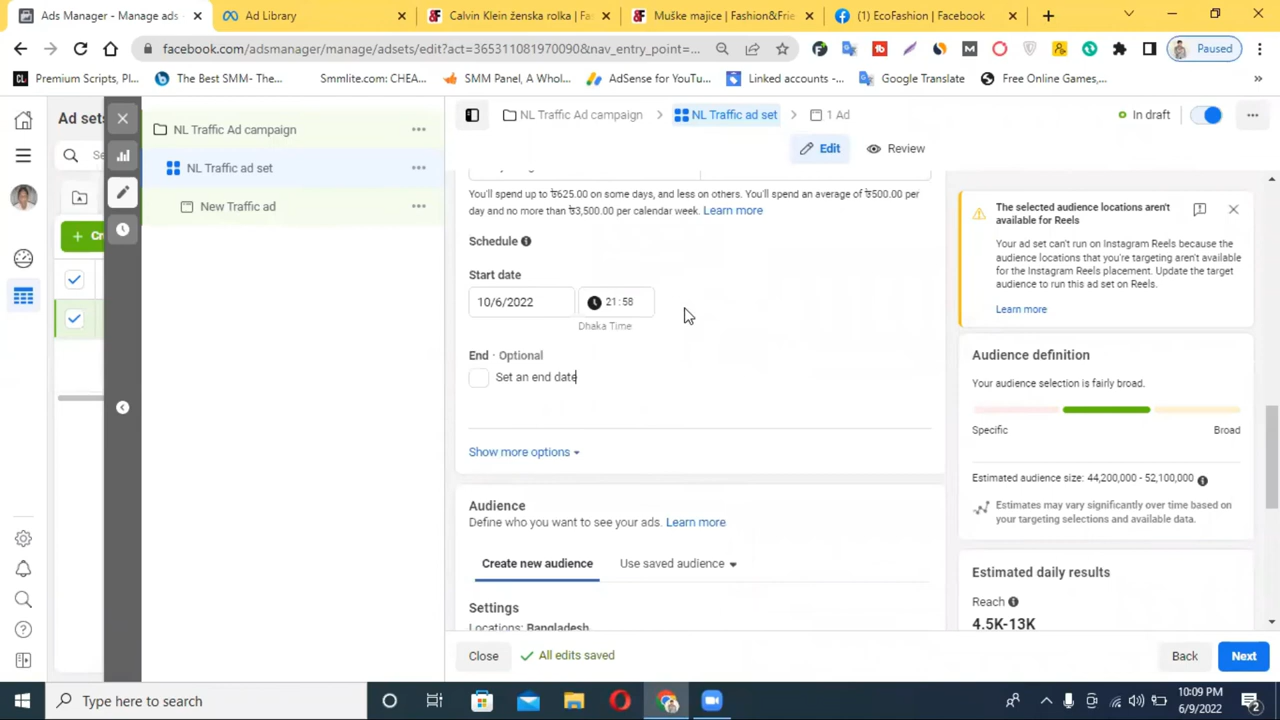 Ads Manager - Manage ads -
Ad Library
Calvin Klein ženska rolka | Fa
Muške majice | Fashion&Frie
(1) EcoFashion | Facebook
facebook.com/adsmanager/manage/adsets/edit?act=365311081970090&nav_entry_point=...
Paused
Premium Scripts, Pl...
The Best SMM- The...
Smmlite.com: CHEA...
SMM Panel, A Whol...
AdSense for YouTu...
Linked accounts -...
Google Translate
Free Online Games,...
Ad sets
NL Traffic Ad campaign
NL Traffic ad set
New Traffic ad
NL Traffic Ad campaign
NL Traffic ad set
1 Ad
In draft
Edit
Review
You'll spend up to ৳625.00 on some days, and less on others. You'll spend an average of ৳500.00 per
day and no more than ৳3,500.00 per calendar week. Learn more
Schedule
Start date
10/6/2022
21:58
Dhaka Time
End · Optional
Set an end date
Show more options
Audience
Define who you want to see your ads. Learn more
Create new audience
Use saved audience
Settings
Locations: Bangladesh
The selected audience locations aren't
available for Reels
Your ad set can't run on Instagram Reels because the
audience locations that you're targeting aren't available
for the Instagram Reels placement. Update the target
audience to run this ad set on Reels.
Learn more
Audience definition
Your audience selection is fairly broad.
Specific
Broad
Estimated audience size: 44,200,000 - 52,100,000
Estimates may vary significantly over time based on
your targeting selections and available data.
Estimated daily results
Reach
4.5K-13K
Close
All edits saved
Back
Next
Type here to search
10:09 PM
6/9/2022
2